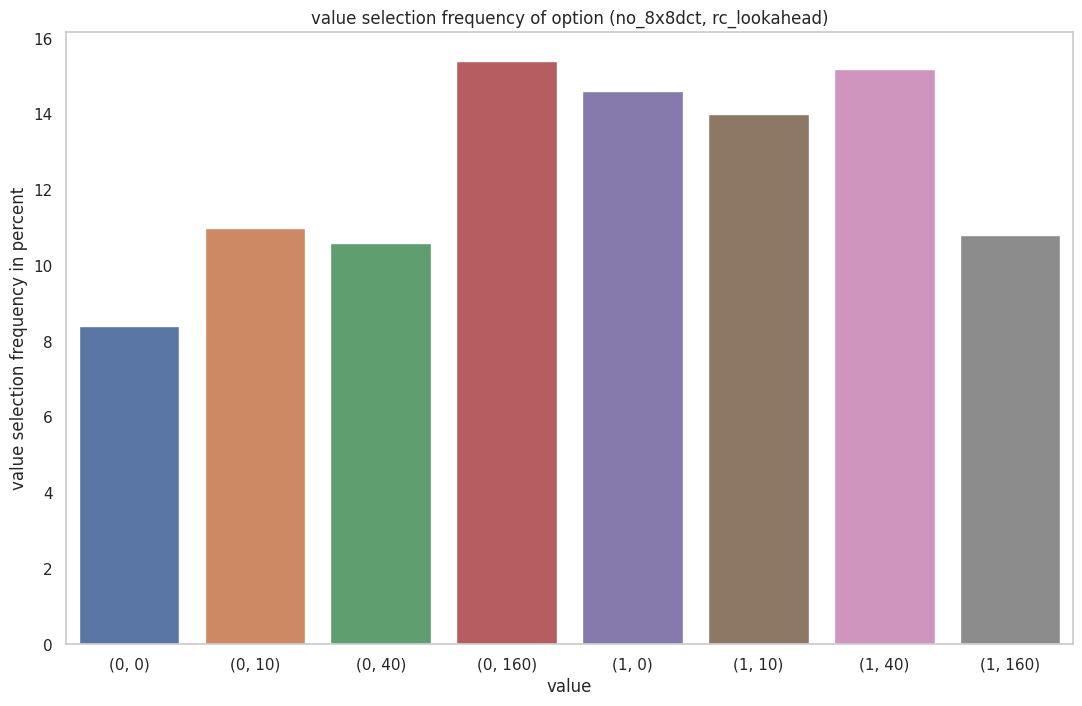 value selection frequency of option (no_8x8dct, rc_lookahead)
value selection frequency in percent
16
14
12
10
8
6
4
2
0
(0, 0) (0, 10) (0, 40) (0, 160) (1, 0) (1, 10) (1, 40) (1, 160)
value